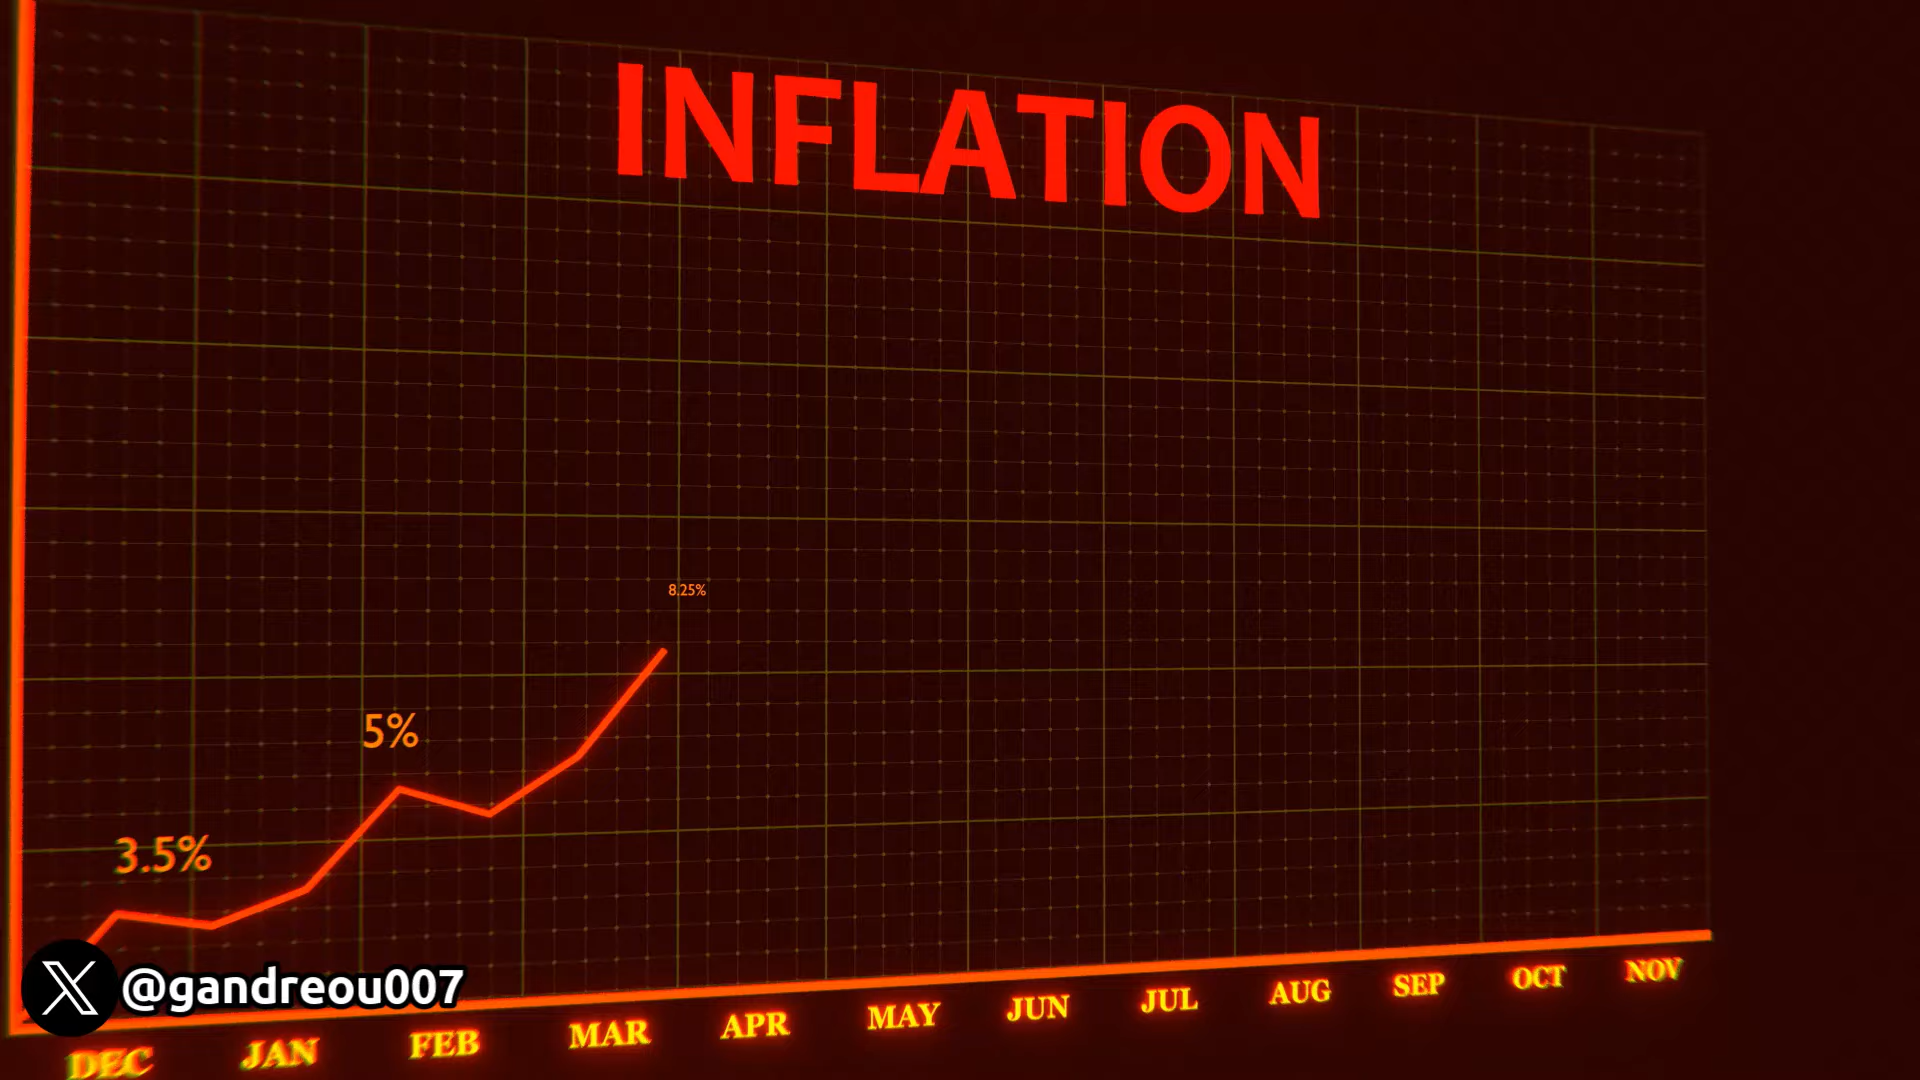 INFLATION
8.25%
5%
3.5%
@gandreou007
DEC JAN FEB MAR APR MAY JUN JUL AUG SEP OCT NOV